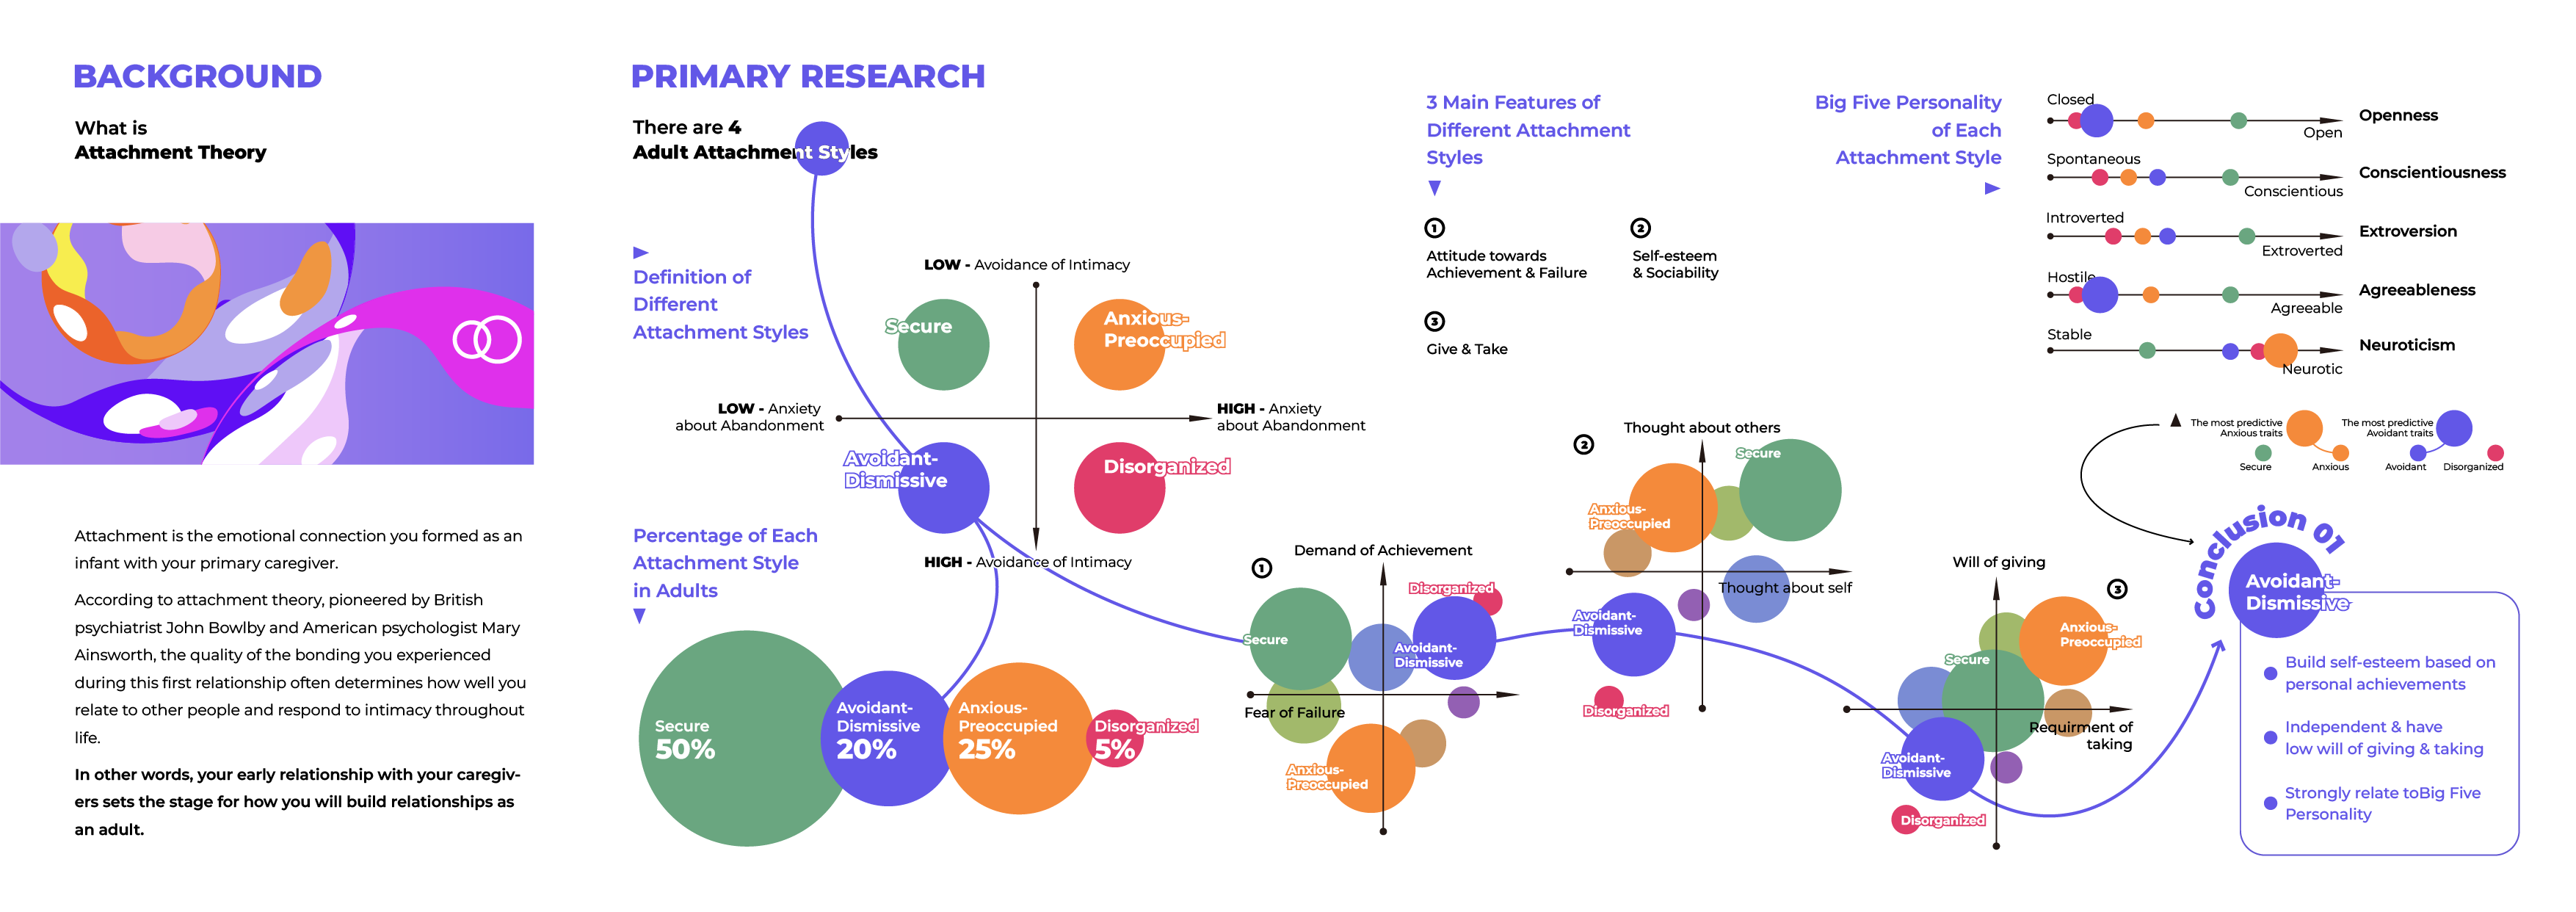 BACKGROUND
What is
Attachment Theory
Attachment is the emotional connection you formed as an
infant with your primary caregiver.
According to attachment theory, pioneered by British
psychiatrist John Bowlby and American psychologist Mary
Ainsworth, the quality of the bonding you experienced
during this first relationship often determines how well you
relate to other people and respond to intimacy throughout
life.
In other words, your early relationship with your caregiv-
ers sets the stage for how you will build relationships as
an adult.
PRIMARY RESEARCH
There are 4
Adult Attachment Styles
Definition of
Different
Attachment Styles
LOW - Avoidance of Intimacy
Secure
Anxious-
Preoccupied
LOW - Anxiety
about Abandonment
HIGH - Anxiety
about Abandonment
Avoidant-
Dismissive
Disorganized
HIGH - Avoidance of Intimacy
Percentage of Each
Attachment Style
in Adults
Secure
50%
Avoidant-
Dismissive
20%
Anxious-
Preoccupied
25%
Disorganized
5%
3 Main Features of
Different Attachment
Styles
1
Attitude towards
Achievement & Failure
2
Self-esteem
& Sociability
3
Give & Take
1
Demand of Achievement
Disorganized
Secure
Avoidant-
Dismissive
Fear of Failure
Anxious-
Preoccupied
2
Thought about others
Secure
Anxious-
Preoccupied
Thought about self
Avoidant-
Dismissive
Disorganized
Will of giving
3
Anxious-
Preoccupied
Secure
Requirment of
taking
Avoidant-
Dismissive
Disorganized
Big Five Personality
of Each
Attachment Style
Closed
Openness
Open
Spontaneous
Conscientiousness
Conscientious
Introverted
Extroversion
Extroverted
Hostile
Agreeableness
Agreeable
Stable
Neuroticism
Neurotic
The most predictive
Anxious traits
The most predictive
Avoidant traits
Secure
Anxious
Avoidant
Disorganized
Conclusion 01
Avoidant-
Dismissive
Build self-esteem based on
personal achievements
Independent & have
low will of giving & taking
Strongly relate toBig Five
Personality